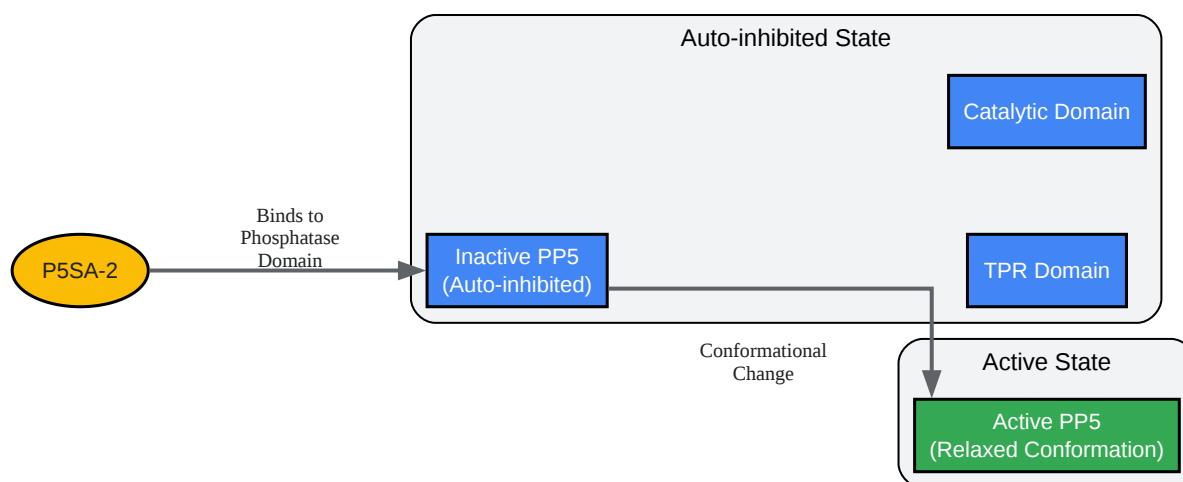 Auto-inhibited State
Catalytic Domain
Binds to
Phosphatase
Domain
P5SA-2
Inactive PP5
(Auto-inhibited)
TPR Domain
Conformational
Change
Active State
Active PP5
(Relaxed Conformation)